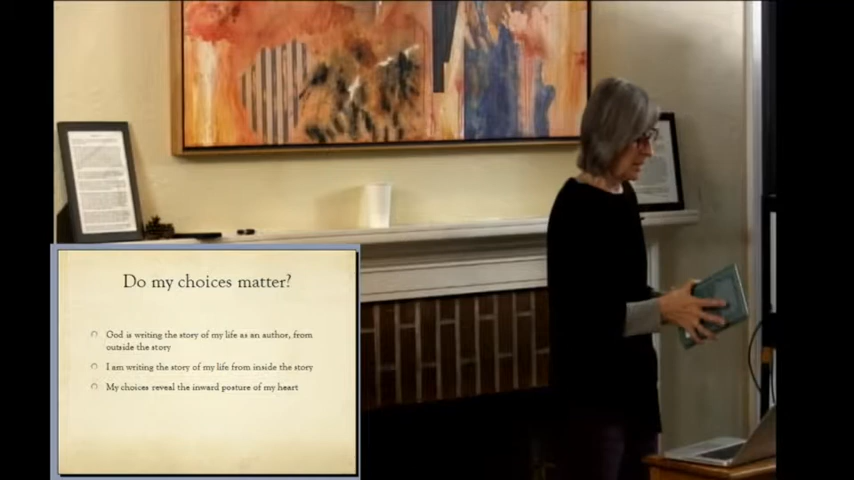 Do my choices matter?
God is writing the story of my life as an author, from
outside the story
I am writing the story of my life from inside the story
My choices reveal the inward posture of my heart